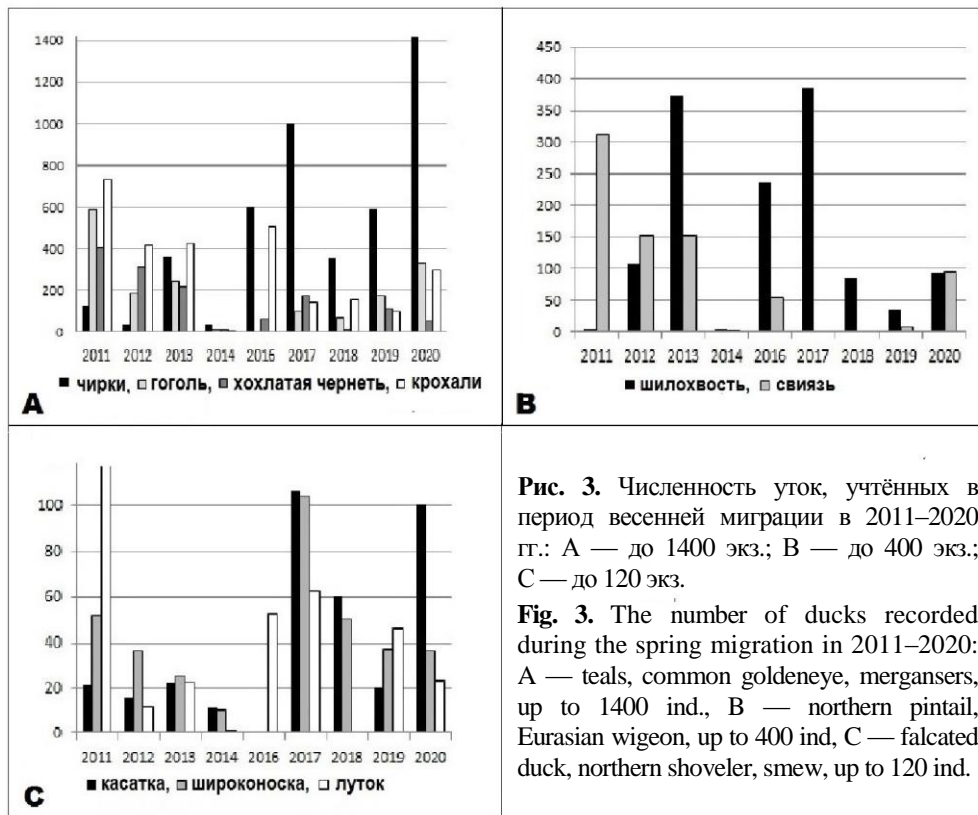 1400
1200
1000
800
600
400
200
0
2011 2012 2013 2014 2016 2017 2018 2019 2020
чирки, гоголь, хохлатая чернеть, крохали
A
450
400
350
300
250
200
150
100
50
0
2011 2012 2013 2014 2016 2017 2018 2019 2020
шилохвость, свиязь
B
100
80
60
40
20
0
2011 2012 2013 2014 2016 2017 2018 2019 2020
касатка, широконоска, луток
C
Рис. 3. Численность уток, учтённых в
период весенней миграции в 2011–2020
гг.: А — до 1400 экз.; В — до 400 экз.;
С — до 120 экз.
Fig. 3. The number of ducks recorded
during the spring migration in 2011–2020:
A — teals, common goldeneye, mergansers,
up to 1400 ind., B — northern pintail,
Eurasian wigeon, up to 400 ind, C — falcated
duck, northern shoveler, smew, up to 120 ind.